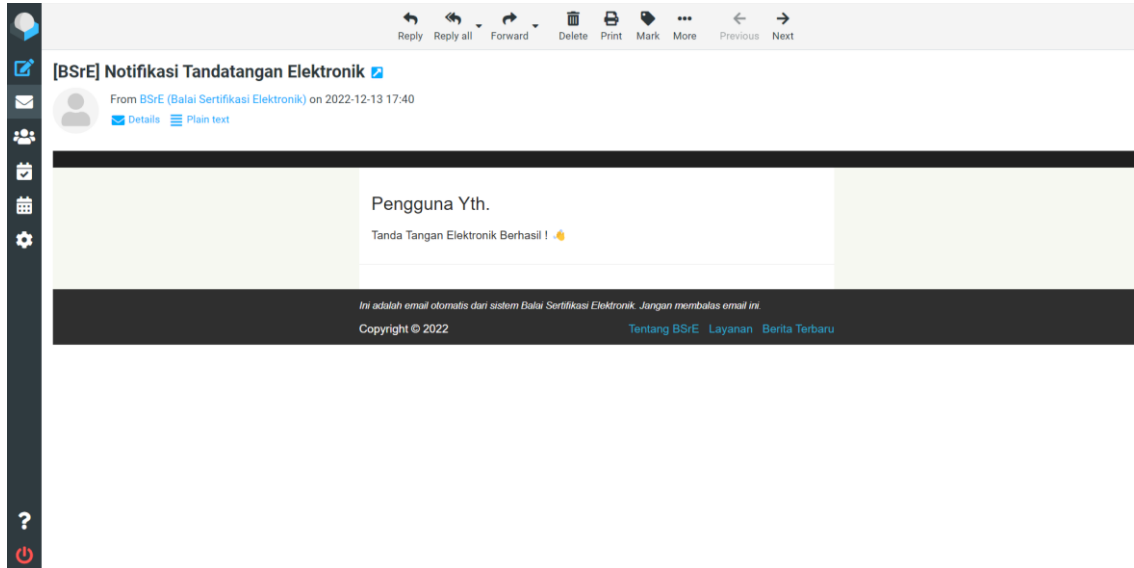 Reply Reply all Forward Delete Print Mark More Previous Next
[BSrE] Notifikasi Tandatangan Elektronik
From BSrE (Balai Sertifikasi Elektronik) on 2022-12-13 17:40
Details Plain text
Pengguna Yth.
Tanda Tangan Elektronik Berhasil ! 👍
Ini adalah email otomatis dari sistem Balai Sertifikasi Elektronik. Jangan membalas email ini.
Copyright © 2022 Tentang BSrE Layanan Berita Terbaru